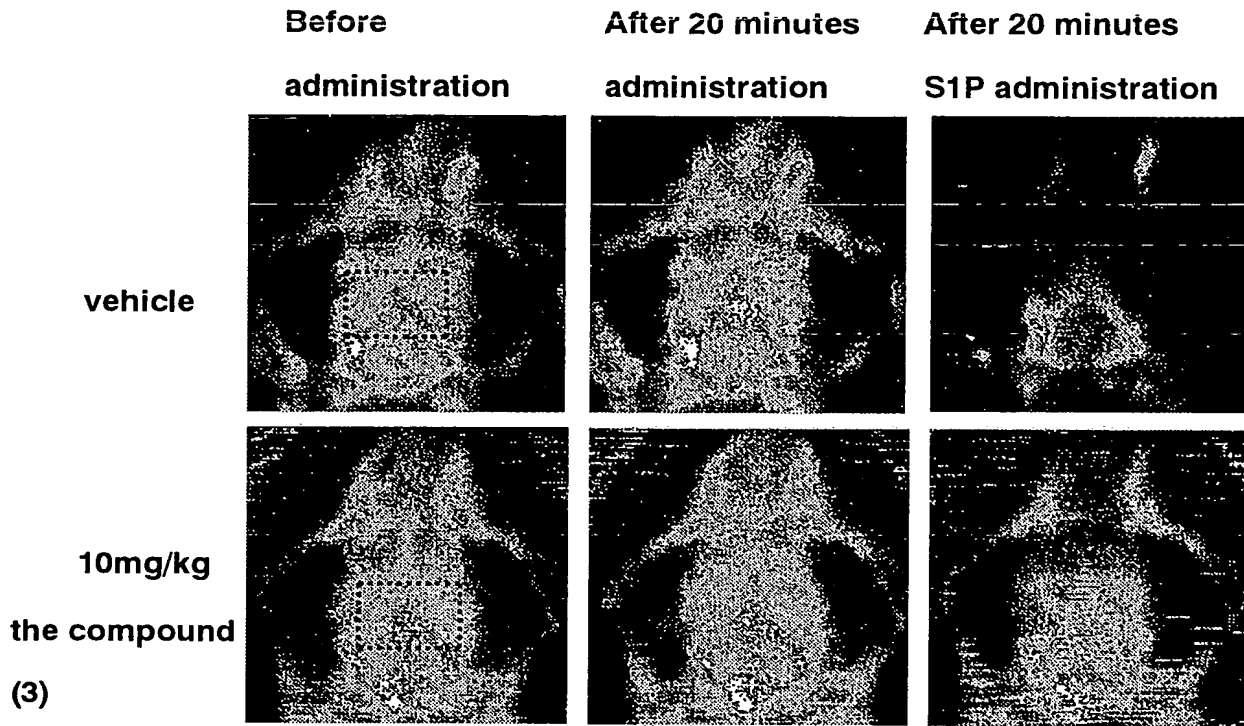 Before
administration
After 20 minutes
administration
After 20 minutes
S1P administration
vehicle
10mg/kg
the compound
(3)